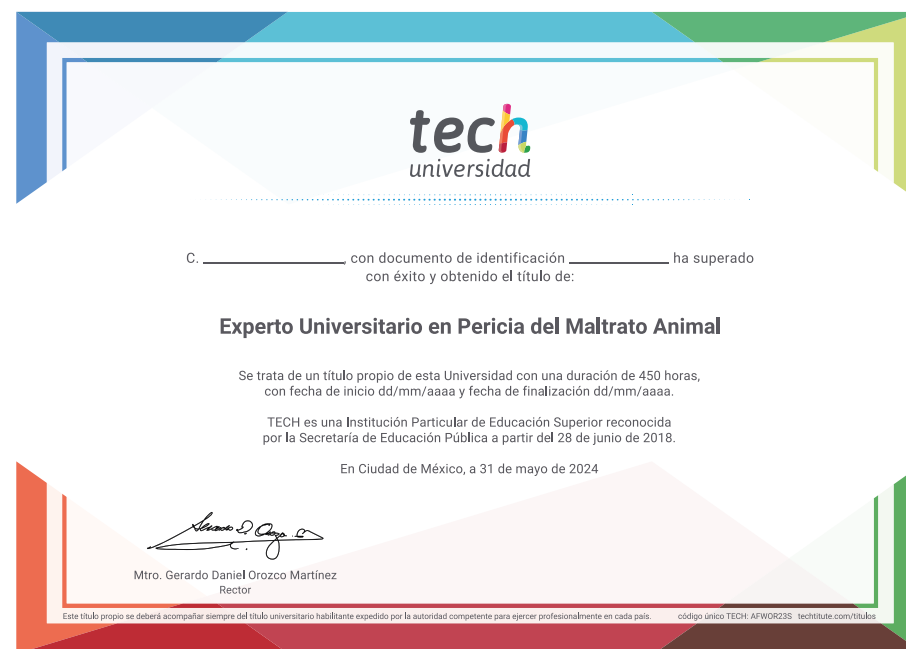 tech
universidad
C. ____________, con documento de identificación ____________ ha superado
con éxito y obtenido el título de:
Experto Universitario en Pericia del Maltrato Animal
Se trata de un título propio de esta Universidad con una duración de 450 horas,
con fecha de inicio dd/mm/aaaa y fecha de finalización dd/mm/aaaa.
TECH es una Institución Particular de Educación Superior reconocida
por la Secretaría de Educación Pública a partir del 28 de junio de 2018.
En Ciudad de México, a 31 de mayo de 2024
Mtro. Gerardo Daniel Orozco Martínez
Rector
Este título propio se deberá acompañar siempre del título universitario habilitante expedido por la autoridad competente para ejercer profesionalmente en cada país. código único TECH: AFWOR23S techtitute.com/titulos